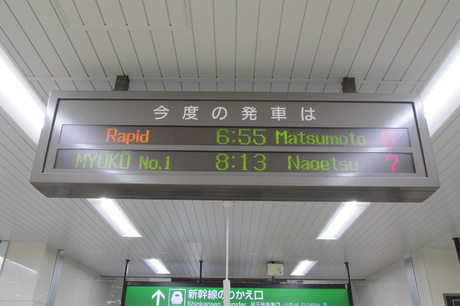 今度の発車は
Rapid 6:55 Matsumoto 6
MYOKO No.1 8:13 Naoetsu 7
新幹線のりかえ口
Shinkansen Transfer